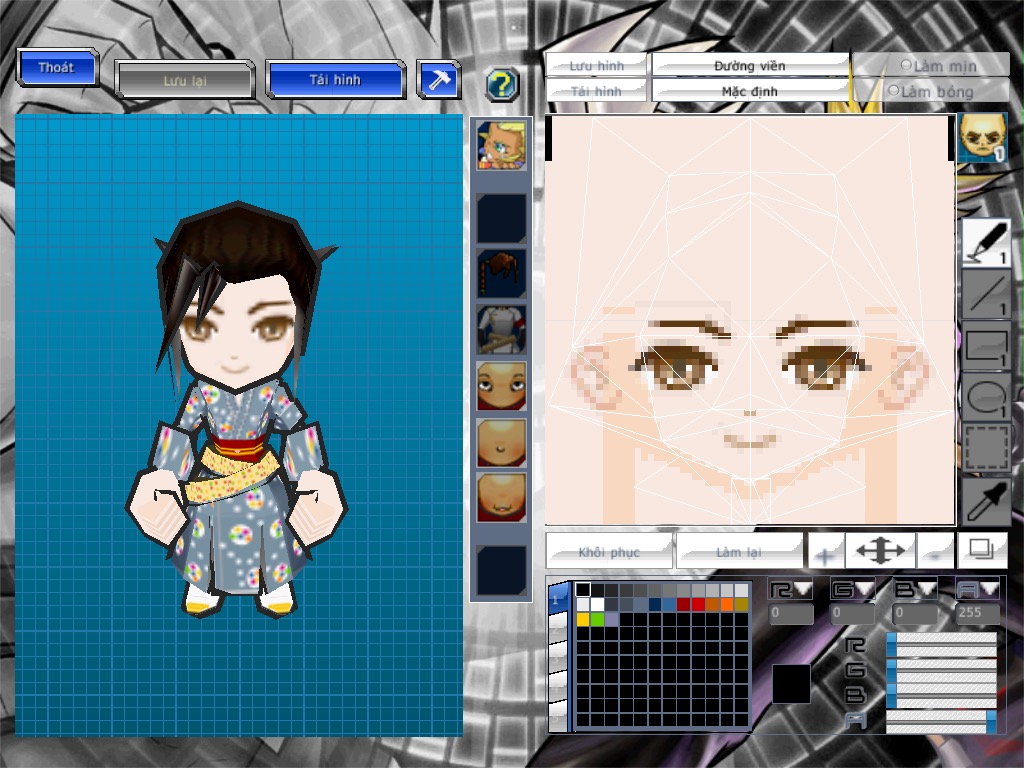 Thoát
Lưu lại
Tải hình
?
Lưu hình
Đường viền
Làm mịn
Tải hình
Mặc định
Làm bóng
1
1
1
1
1
Khôi phục
Làm lại
1
R
G
B
A
0
0
0
255
R
G
B
A